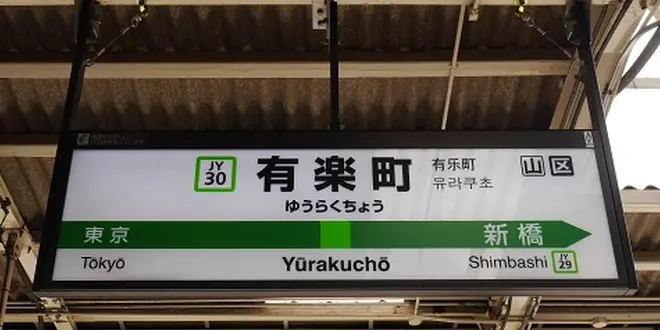 JY
30
有楽町
有乐町
유라쿠초
山 区
ゆうらくちょう
東京
新橋
Tōkyō
Yūrakuchō
Shimbashi
JY
29